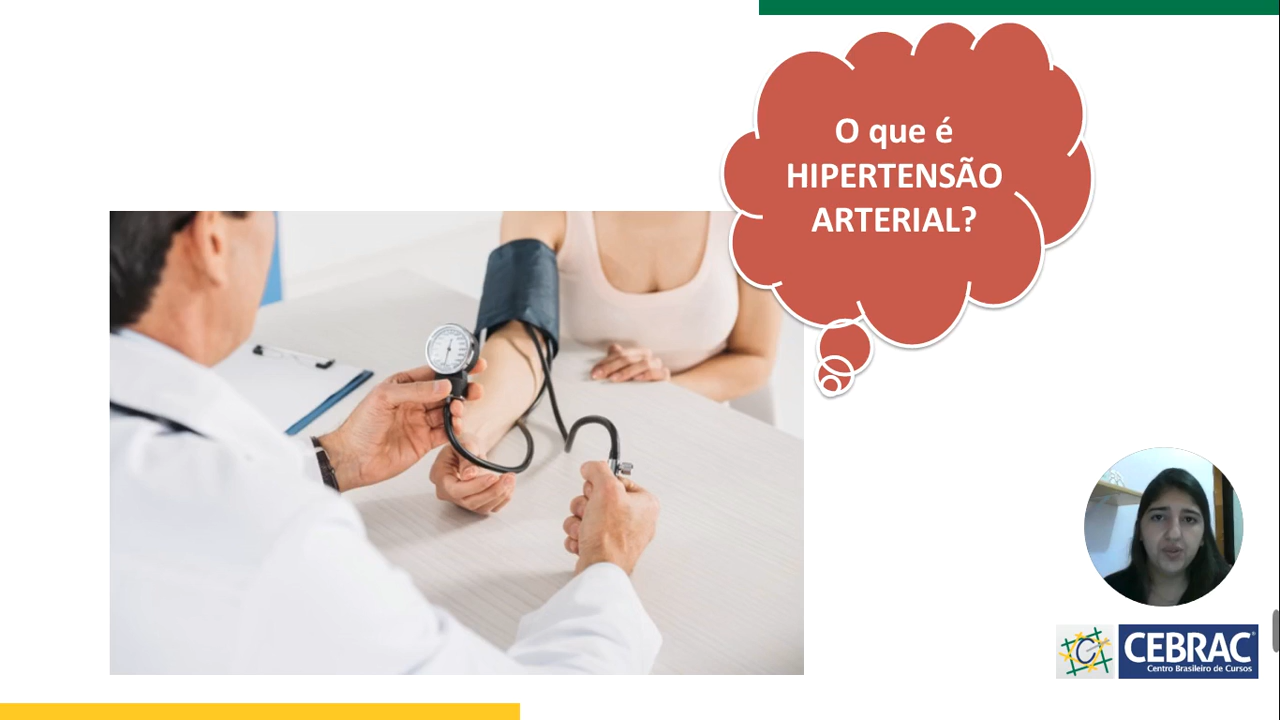 O que é
HIPERTENSÃO
ARTERIAL?
CEBRAC
Centro Brasileiro de Cursos